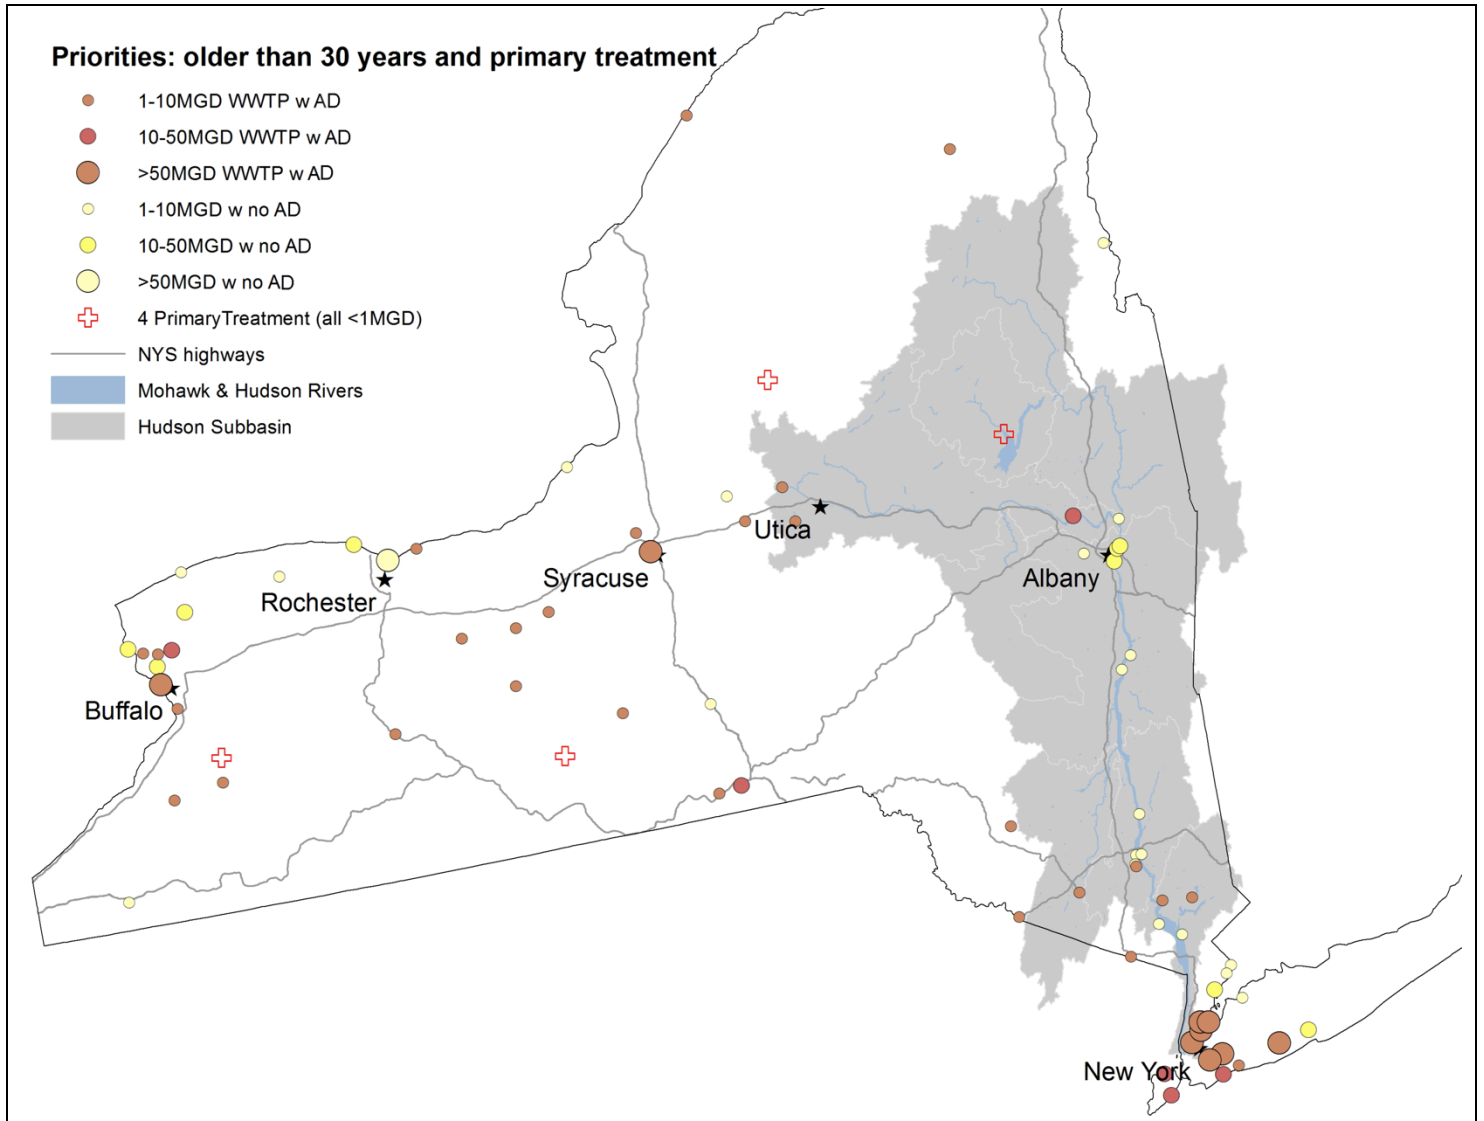 Priorities: older than 30 years and primary treatment
1-10MGD WWTP w AD
10-50MGD WWTP w AD
>50MGD WWTP w AD
1-10MGD w no AD
10-50MGD w no AD
>50MGD w no AD
4 PrimaryTreatment (all <1MGD)
NYS highways
Mohawk & Hudson Rivers
Hudson Subbasin
Utica
Syracuse
Albany
Rochester
Buffalo
New York